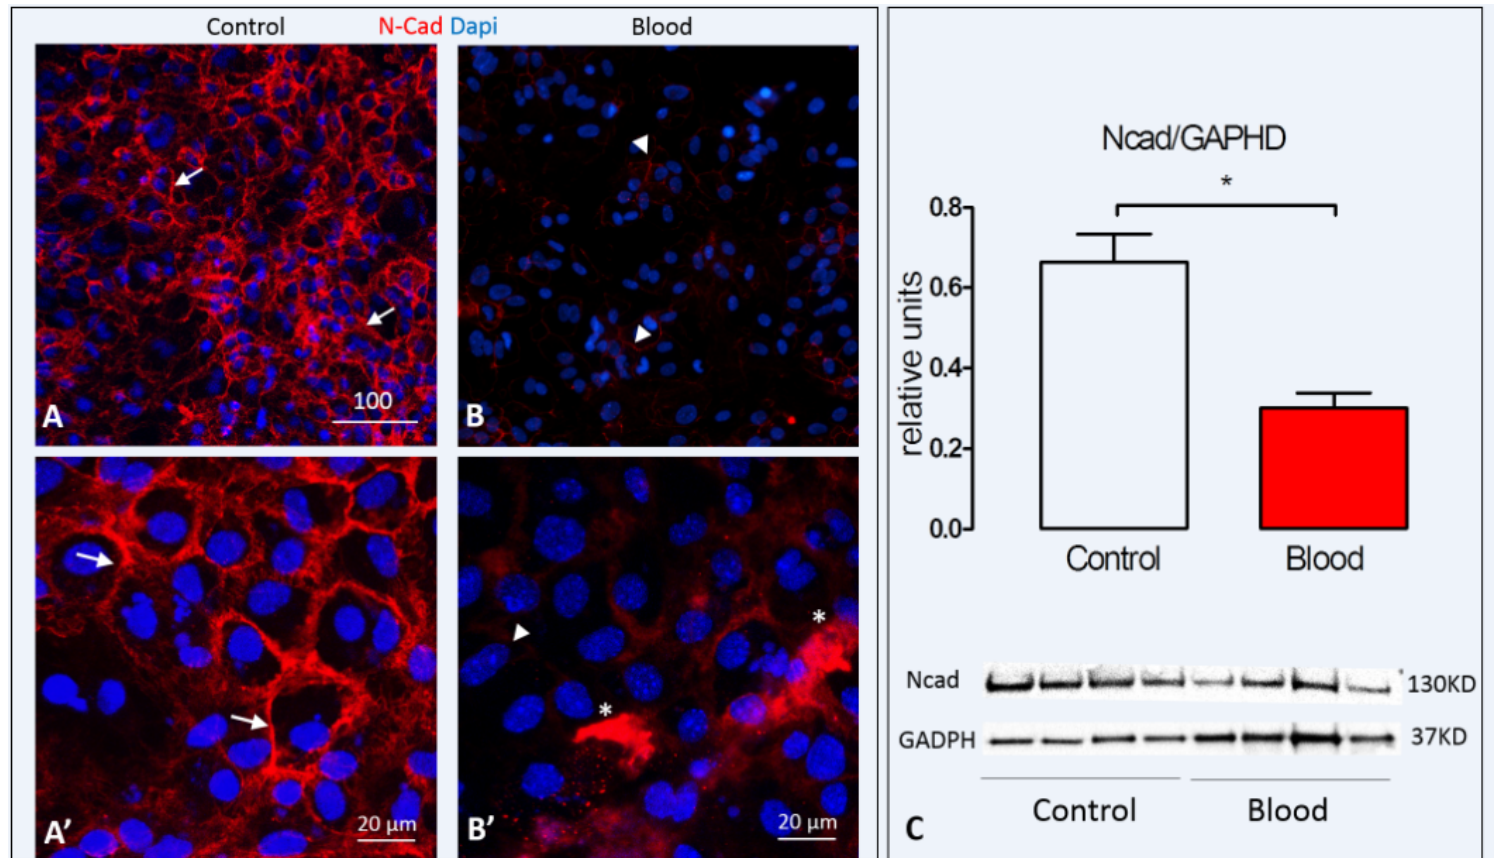 Control N-Cad Dapi Blood
A
100
B
*
*
A’
20 µm
B’
20 µm
Ncad/GAPHD
*
0.8
0.6
0.4
0.2
0.0
relative units
Control Blood
Ncad 130KD
GADPH 37KD
Control Blood
C